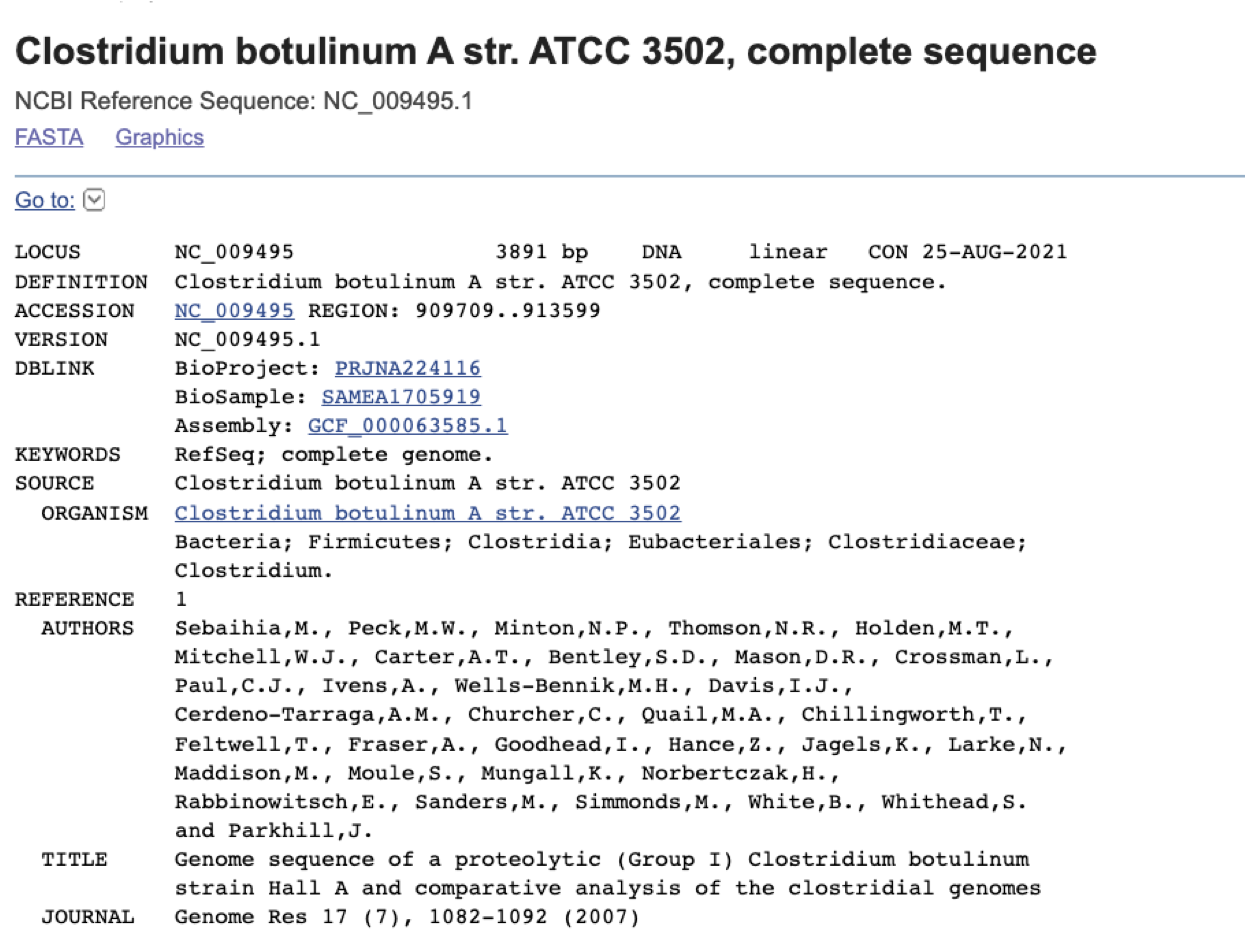 Clostridium botulinum A str. ATCC 3502, complete sequence
NCBI Reference Sequence: NC_009495.1
FASTA Graphics
Go to:
LOCUS NC_009495 3891 bp DNA linear CON 25-AUG-2021
DEFINITION Clostridium botulinum A str. ATCC 3502, complete sequence.
ACCESSION NC_009495 REGION: 909709..913599
VERSION NC_009495.1
DBLINK BioProject: PRJNA224116
BioSample: SAMEA1705919
Assembly: GCF_000063585.1
KEYWORDS RefSeq; complete genome.
SOURCE Clostridium botulinum A str. ATCC 3502
ORGANISM Clostridium botulinum A str. ATCC 3502
Bacteria; Firmicutes; Clostridia; Eubacteriales; Clostridiaceae;
Clostridium.
REFERENCE 1
AUTHORS Sebaihia,M., Peck,M.W., Minton,N.P., Thomson,N.R., Holden,M.T.,
Mitchell,W.J., Carter,A.T., Bentley,S.D., Mason,D.R., Crossman,L.,
Paul,C.J., Ivens,A., Wells-Bennik,M.H., Davis,I.J.,
Cerdeno-Tarraga,A.M., Churcher,C., Quail,M.A., Chillingworth,T.,
Feltwell,T., Fraser,A., Goodhead,I., Hance,Z., Jagels,K., Larke,N.,
Maddison,M., Moule,S., Mungall,K., Norbertczak,H.,
Rabbinowitsch,E., Sanders,M., Simmonds,M., White,B., Whithead,S.
and Parkhill,J.
TITLE Genome sequence of a proteolytic (Group I) Clostridium botulinum
strain Hall A and comparative analysis of the clostridial genomes
JOURNAL Genome Res 17 (7), 1082-1092 (2007)